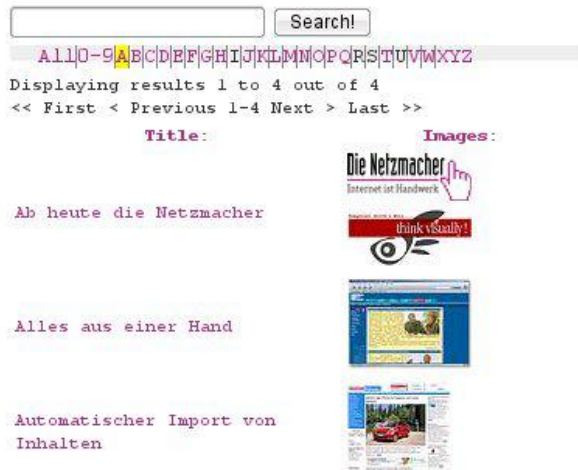 Search!
All|0-9|A|B|C|D|E|F|G|H|I|J|K|L|M|N|O|P|Q|R|S|T|U|V|W|X|Y|Z
Displaying results 1 to 4 out of 4
<< First < Previous 1-4 Next > Last >>
Title: Images:
Die Netzmacher
Internet ist Handwerk
Ab heute die Netzmacher
think visually!
Alles aus einer Hand
Automatischer Import von
Inhalten